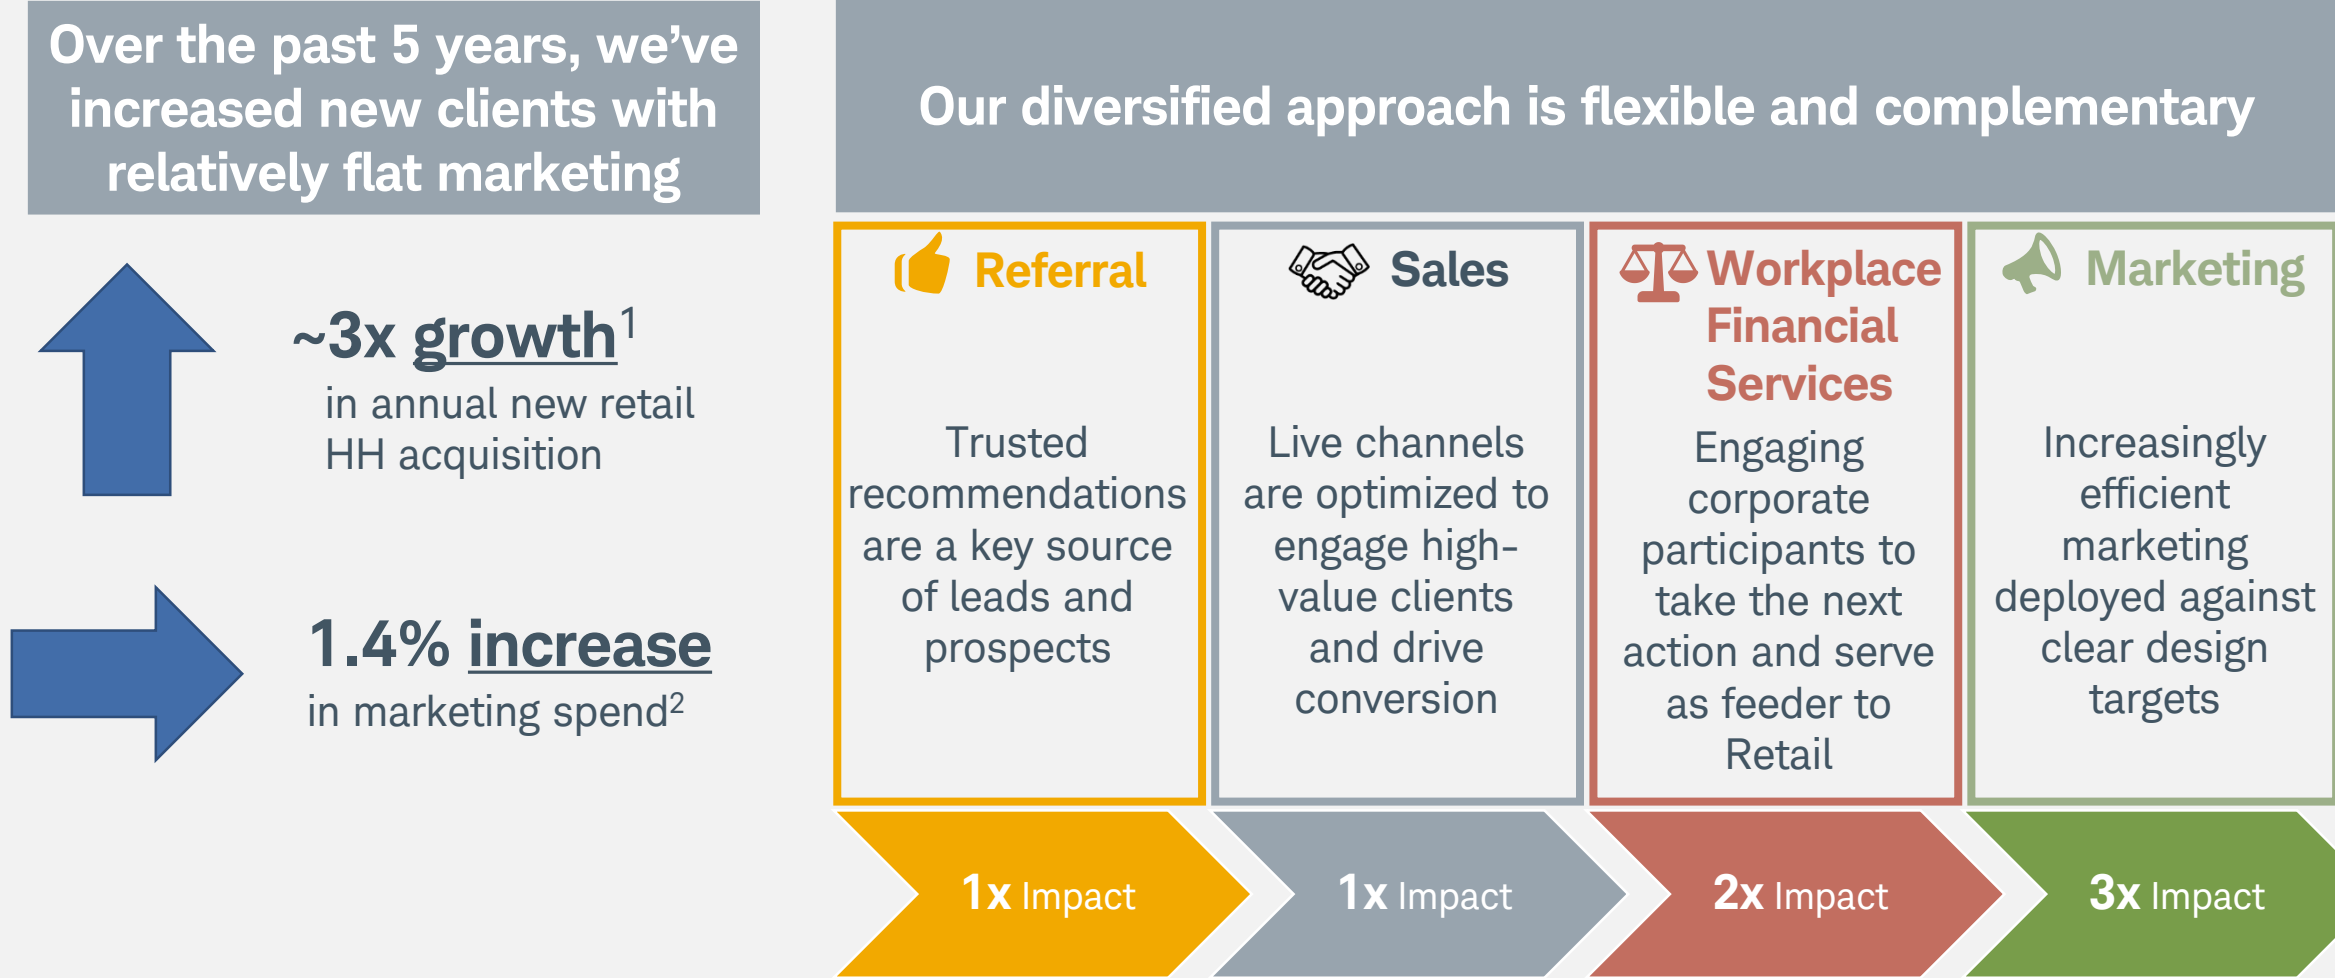 Over the past 5 years, we’ve
increased new clients with
relatively flat marketing
~3x growth¹
in annual new retail
HH acquisition
1.4% increase
in marketing spend²
Our diversified approach is flexible and complementary
Referral
Trusted
recommendations
are a key source
of leads and
prospects
1x Impact
Sales
Live channels
are optimized to
engage high-
value clients
and drive
conversion
1x Impact
Workplace
Financial
Services
Engaging
corporate
participants to
take the next
action and serve
as feeder to
Retail
2x Impact
Marketing
Increasingly
efficient
marketing
deployed against
clear design
targets
3x Impact